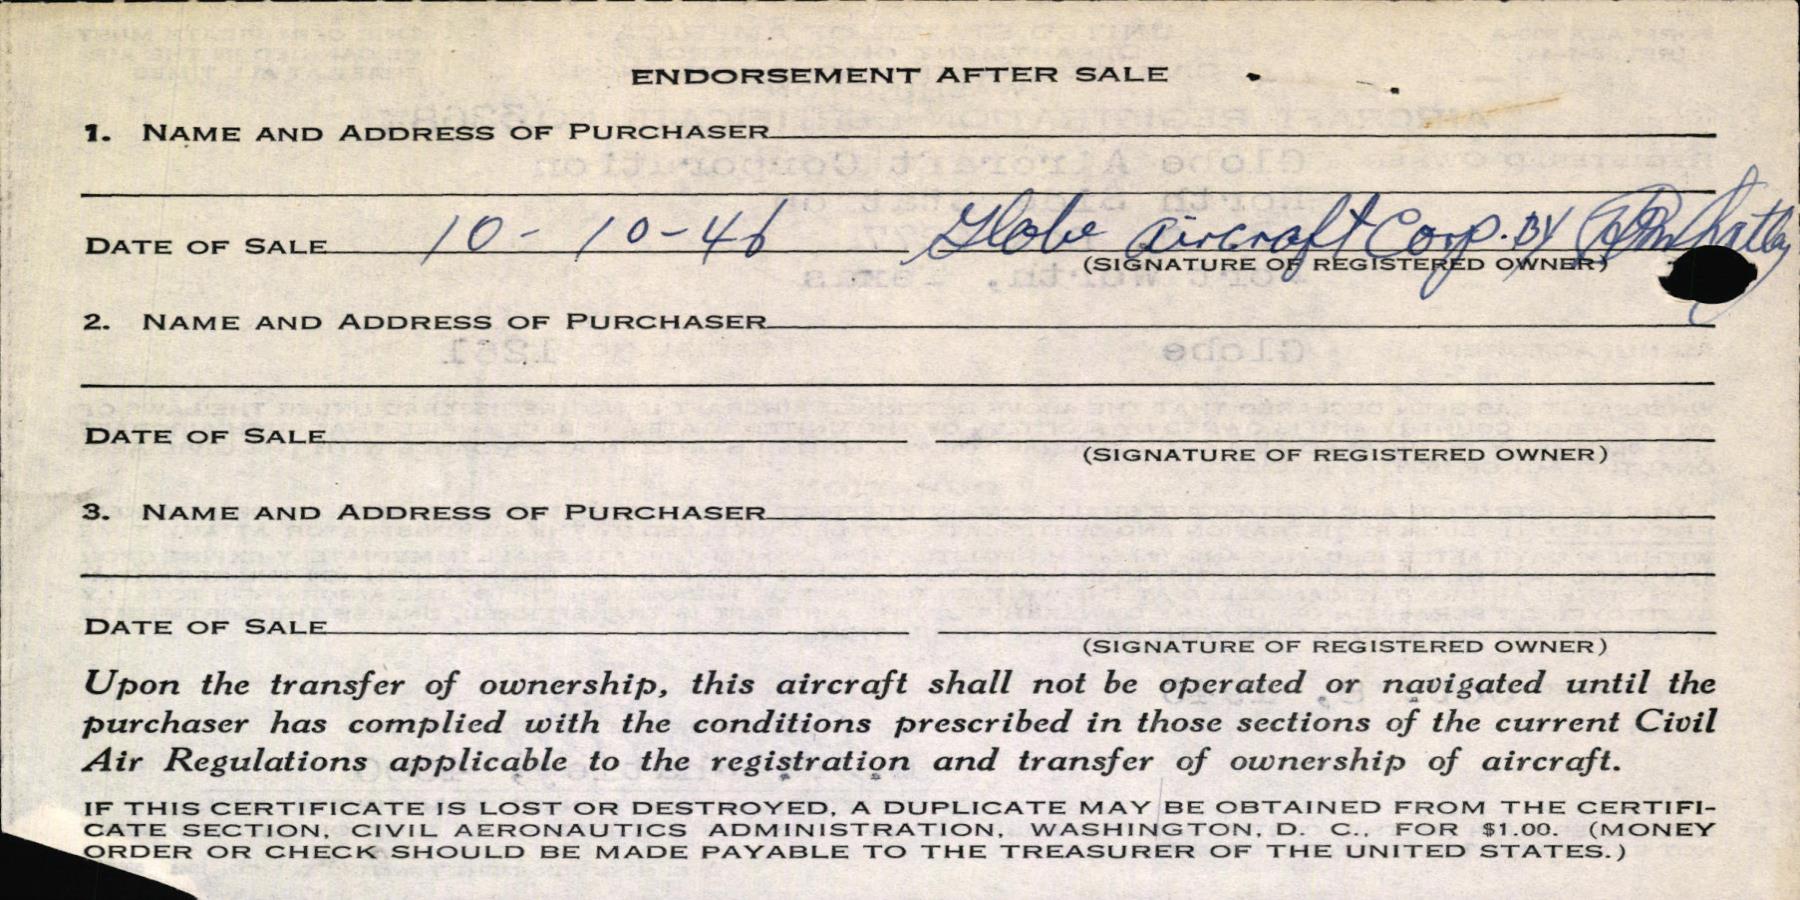 ENDORSEMENT AFTER SALE
1. NAME AND ADDRESS OF PURCHASER
DATE OF SALE 10-10-46 Globe Aircraft Corp. BY
(SIGNATURE OF REGISTERED OWNER)
2. NAME AND ADDRESS OF PURCHASER
DATE OF SALE
(SIGNATURE OF REGISTERED OWNER)
3. NAME AND ADDRESS OF PURCHASER
DATE OF SALE
(SIGNATURE OF REGISTERED OWNER)
Upon the transfer of ownership, this aircraft shall not be operated or navigated until the
purchaser has complied with the conditions prescribed in those sections of the current Civil
Air Regulations applicable to the registration and transfer of ownership of aircraft.
IF THIS CERTIFICATE IS LOST OR DESTROYED, A DUPLICATE MAY BE OBTAINED FROM THE CERTIFI-
CATE SECTION, CIVIL AERONAUTICS ADMINISTRATION, WASHINGTON, D. C., FOR $1.00. (MONEY
ORDER OR CHECK SHOULD BE MADE PAYABLE TO THE TREASURER OF THE UNITED STATES.)